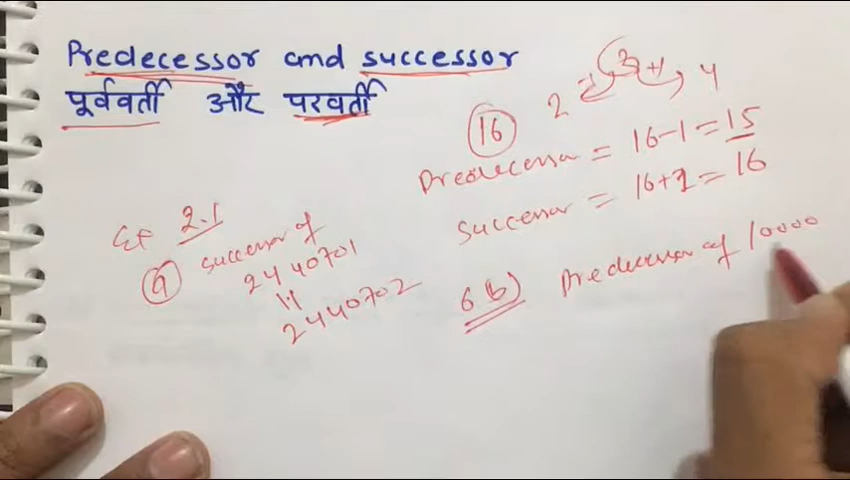 Predecessor and successor
पूर्ववर्ती और परवर्ती
2 3 +1 4
16
Predecessor = 16-1 = 15
Successor = 16+1 = 16
Ex 2.1
a successor of
2440701
+1
2440702
6 b) Predecessor of 10000